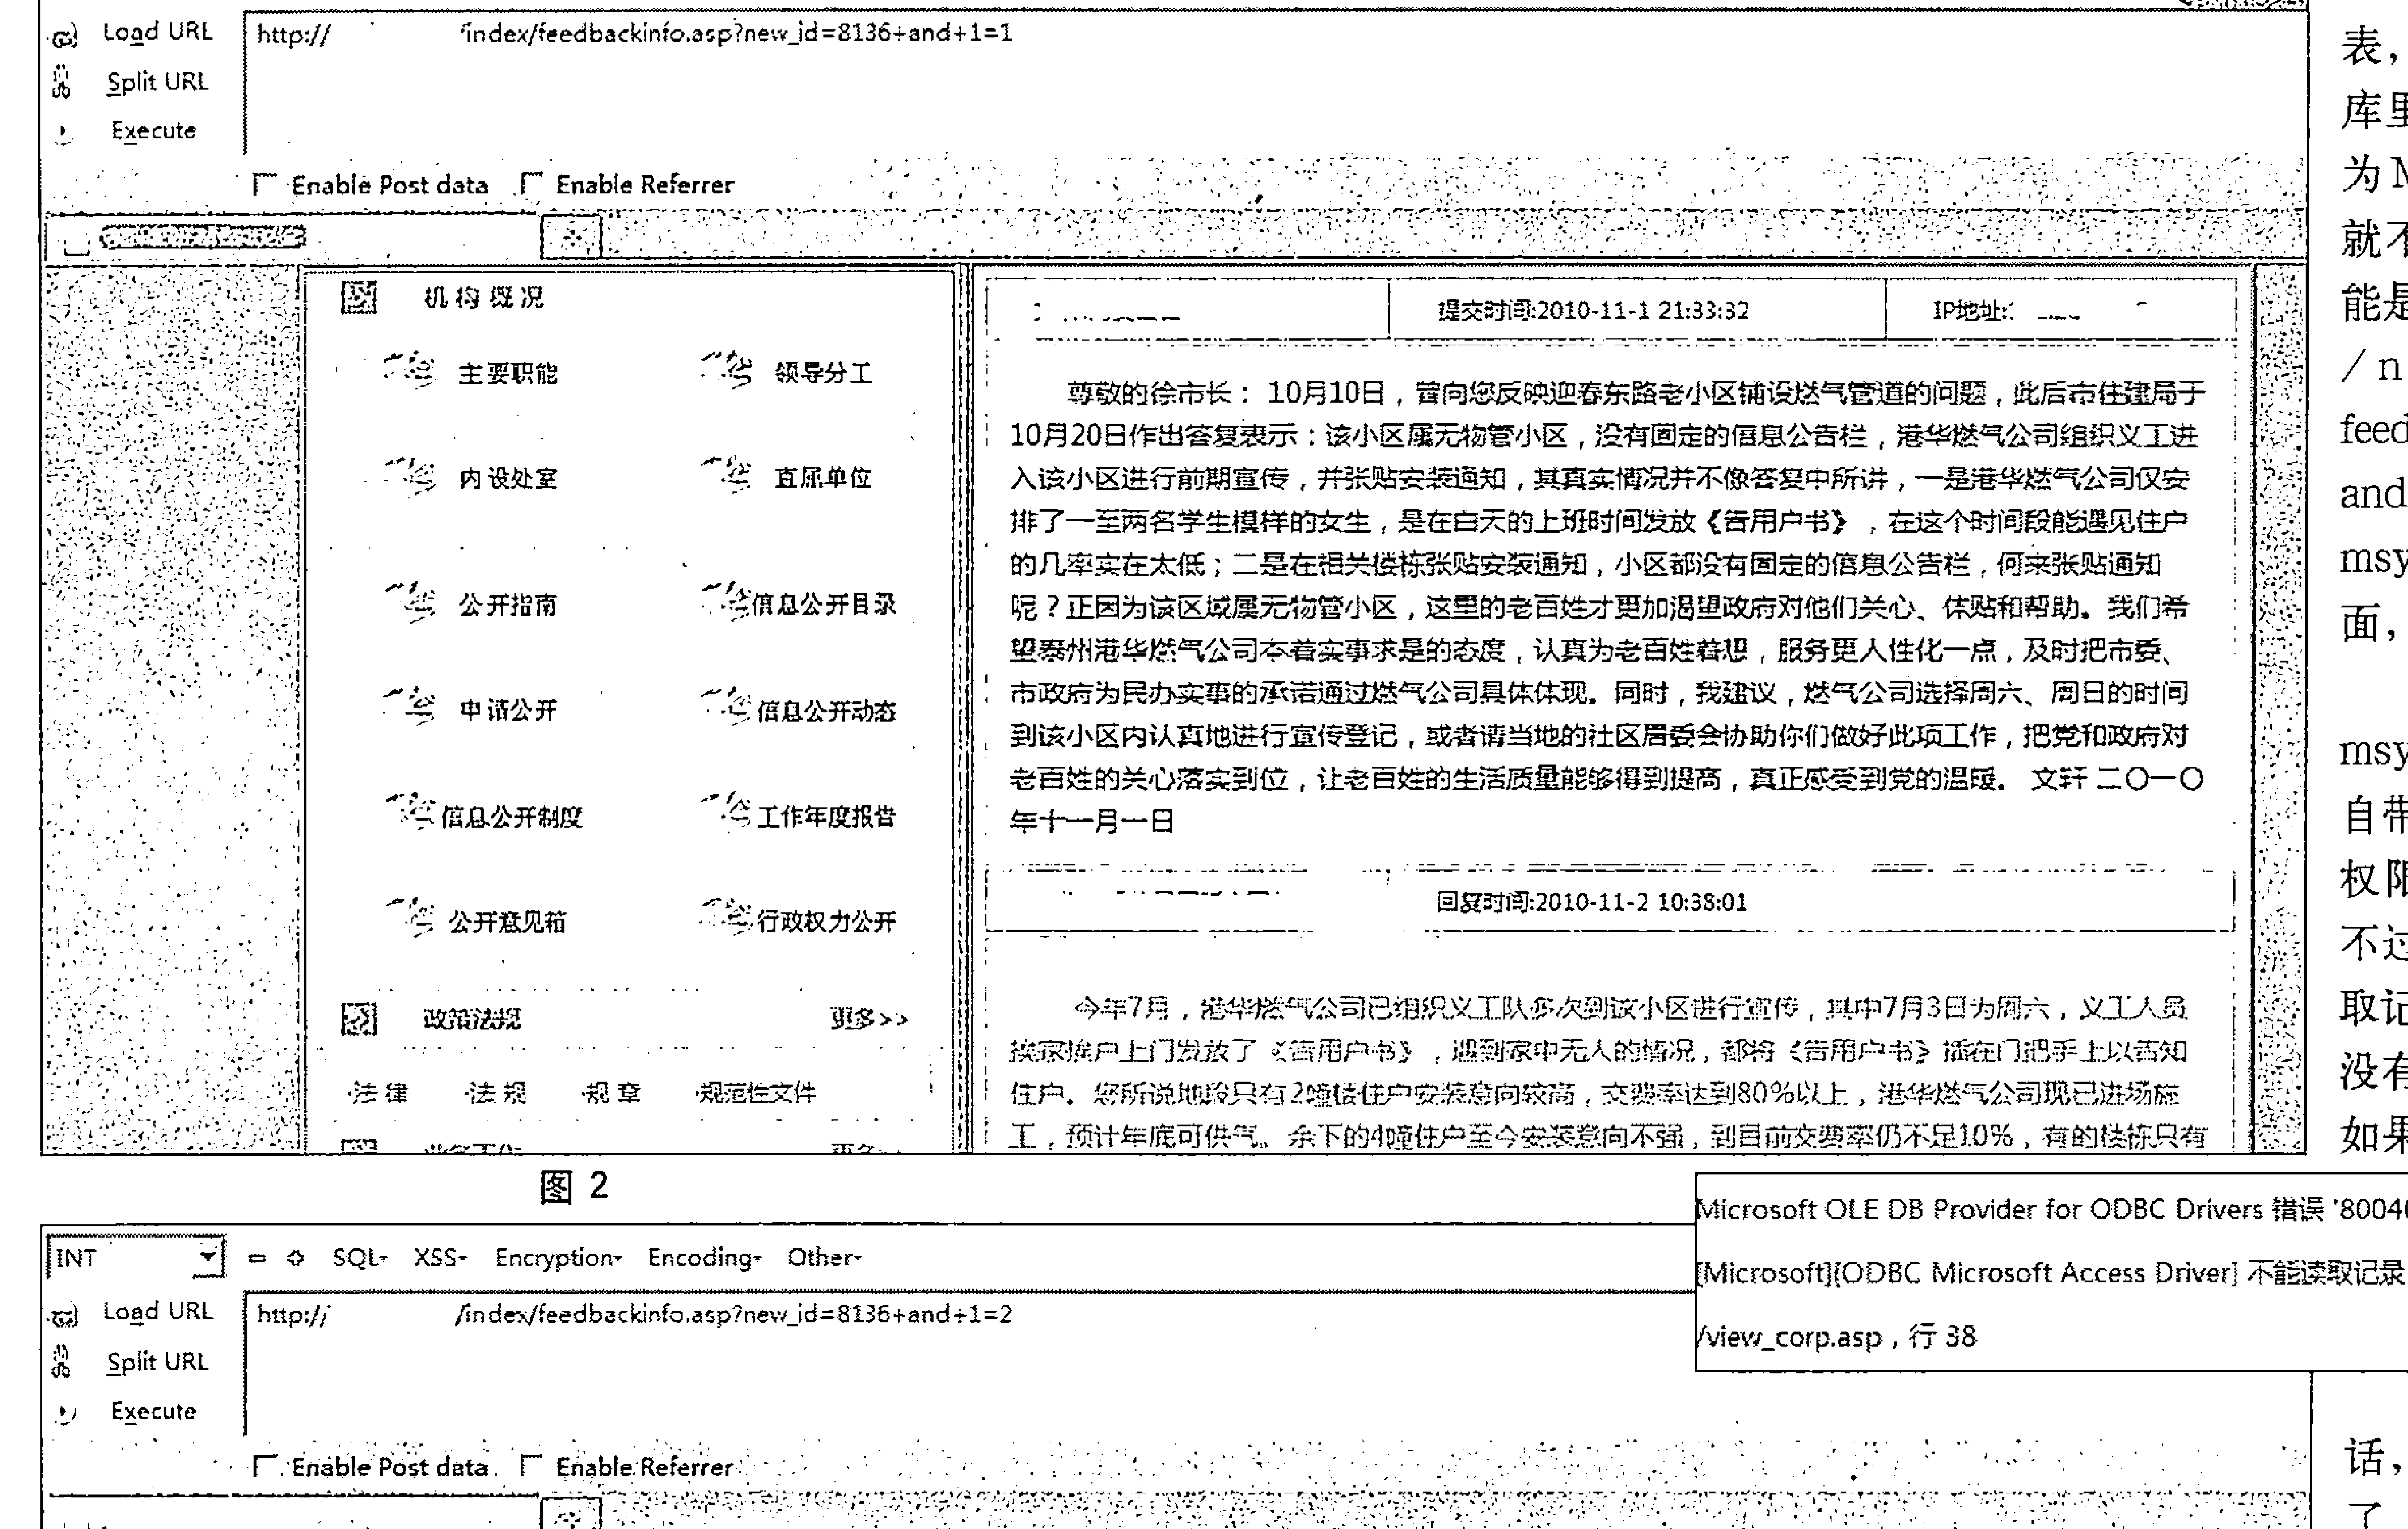 Load URL
http:// /index/feedbackinfo.asp?new_id=8136+and+1=1
Split URL
Execute
Enable Post data Enable Referrer
机构概况
主要职能 领导分工
内设处室 直属单位
公开指南 信息公开目录
申请公开 信息公开动态
信息公开制度 工作年度报告
公开意见箱 行政权力公开
政策法规 更多>>
·法律 ·法规 ·规章 ·规范性文件
提交时间:2010-11-1 21:33:32 IP地址:
尊敬的徐市长： 10月10日，曾向您反映迎春东路老小区铺设燃气管道的问题，此后市住建局于
10月20日作出答复表示：该小区属无物管小区，没有固定的信息公告栏，港华燃气公司组织义工进
入该小区进行前期宣传，并张贴安装通知，其真实情况并不像答复中所讲，一是港华燃气公司仅安
排了一至两名学生模样的女生，是在白天的上班时间发放《告用户书》，在这个时间段能遇见住户
的几率实在太低；二是在相关楼栋张贴安装通知，小区都没有固定的信息公告栏，何来张贴通知
呢？正因为该区域属无物管小区，这里的老百姓才更加渴望政府对他们关心、体贴和帮助。我们希
望泰州港华燃气公司本着实事求是的态度，认真为老百姓着想，服务更人性化一点，及时把市委、
市政府为民办实事的承诺通过燃气公司具体体现。同时，我建议，燃气公司选择周六、周日的时间
到该小区内认真地进行宣传登记，或者请当地的社区居委会协助你们做好此项工作，把党和政府对
老百姓的关心落实到位，让老百姓的生活质量能够得到提高，真正感受到党的温暖。 文轩 二〇一〇
年十一月一日
回复时间:2010-11-2 10:38:01
今年7月，港华燃气公司已组织义工队多次到该小区进行宣传，其中7月3日为周六，义工人员
挨家挨户上门发放了《告用户书》，遇到家中无人的情况，都将《告用户书》插在门把手上以告知
住户。您所说地段只有2幢楼住户安装意向较高，交费率达到80%以上，港华燃气公司现已进场施
工，预计年底可供气。余下的4幢住户至今安装意向不强，到目前交费率仍不足10%，有的楼栋只有
图 2
INT SQL- XSS- Encryption- Encoding- Other-
Load URL
http:// /index/feedbackinfo.asp?new_id=8136+and+1=2
Split URL
Execute
Enable Post data Enable Referrer
Microsoft OLE DB Provider for ODBC Drivers 错误 '80040
[Microsoft][ODBC Microsoft Access Driver] 不能读取记录
/view_corp.asp，行 38
表，
库里
为 M
就不
能是
/ n
feed
and
msy
面，
msy
自带
权限
不过
取记
没有
如果
话，
了